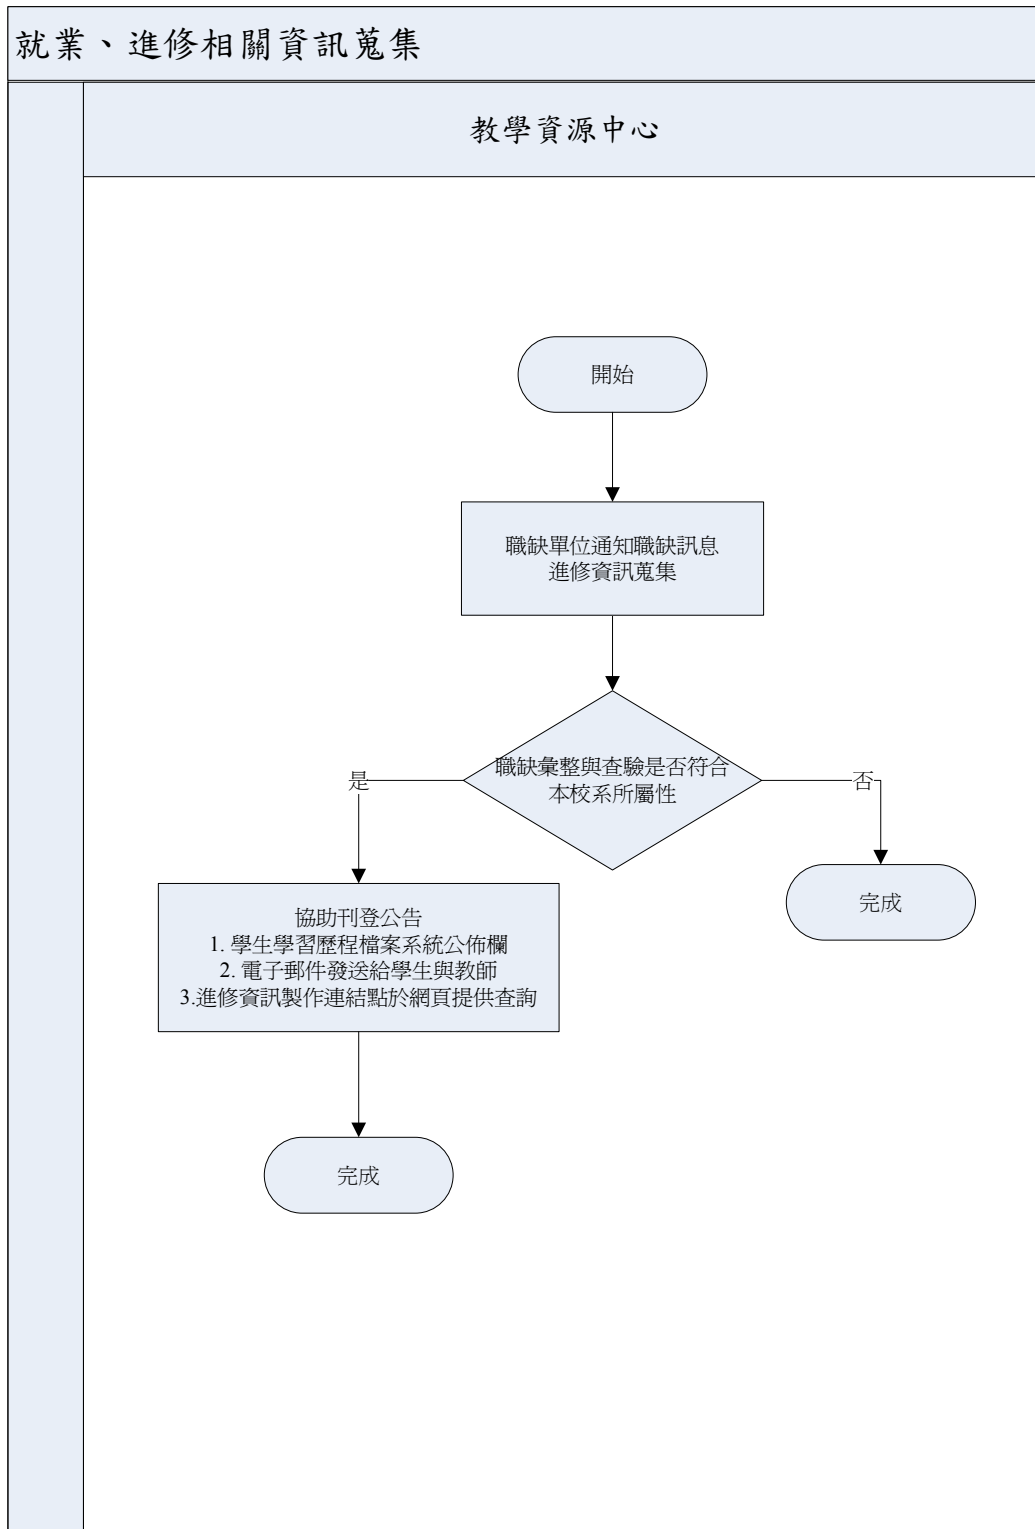 就業、進修相關資訊蒐集
教學資源中心
開始
職缺單位通知職缺訊息
進修資訊蒐集
職缺彙整與查驗是否符合
本校系所屬性
是
否
協助刊登公告
1. 學生學習歷程檔案系統公佈欄
2. 電子郵件發送給學生與教師
3.進修資訊製作連結點於網頁提供查詢
完成
完成